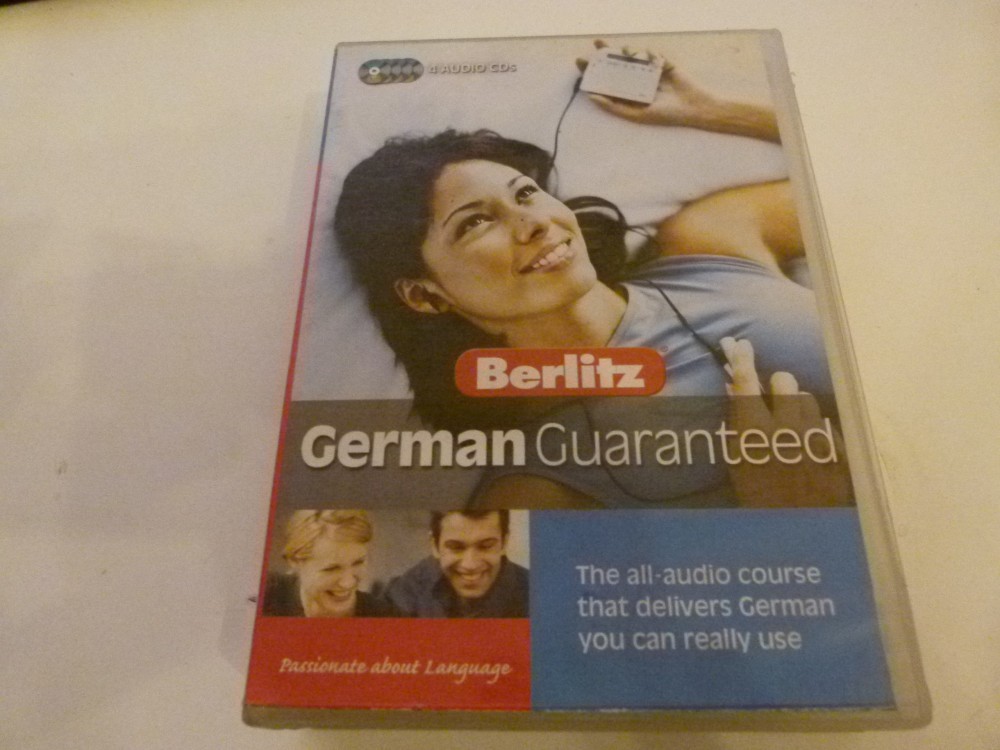 4 AUDIO CDs
Berlitz
German Guaranteed
The all-audio course
that delivers German
you can really use
Passionate about Language